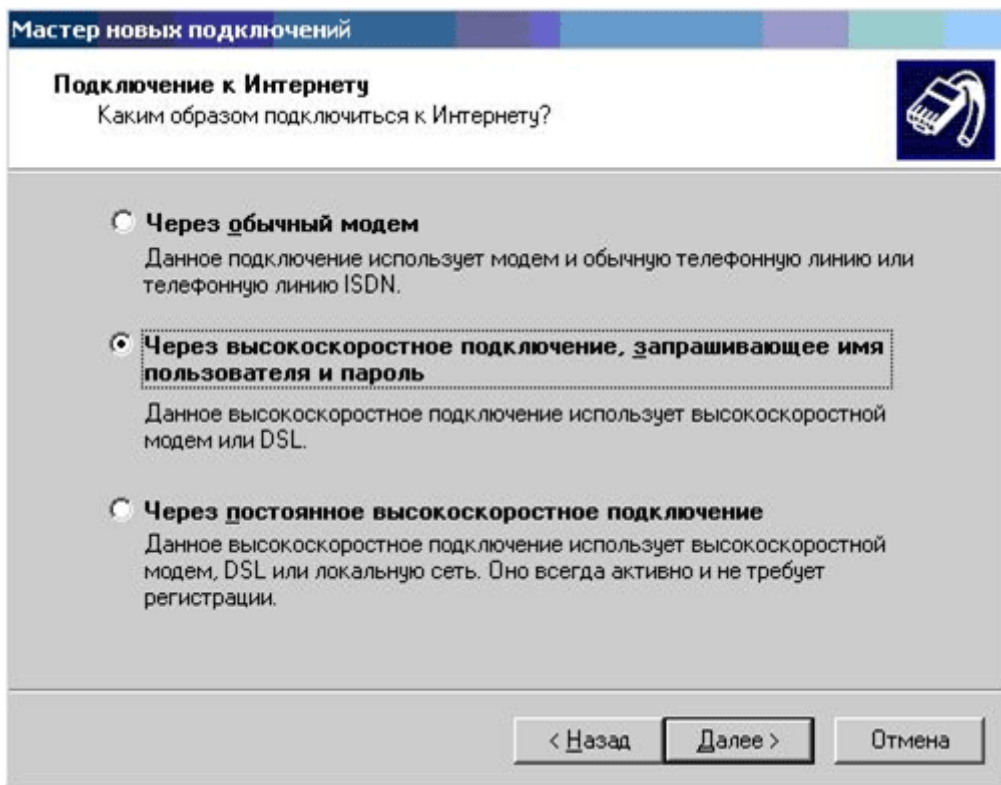 Мастер новых подключений
Подключение к Интернету
Каким образом подключиться к Интернету?
Через обычный модем
Данное подключение использует модем и обычную телефонную линию или
телефонную линию ISDN.
Через высокоскоростное подключение, запрашивающее имя
пользователя и пароль
Данное высокоскоростное подключение использует высокоскоростной
модем или DSL.
Через постоянное высокоскоростное подключение
Данное высокоскоростное подключение использует высокоскоростной
модем, DSL или локальную сеть. Оно всегда активно и не требует
регистрации.
< Назад Далее > Отмена